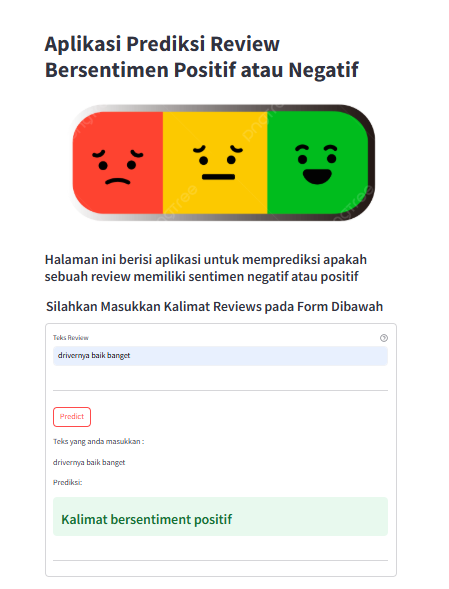 Aplikasi Prediksi Review
Bersentimen Positif atau Negatif
pngtree
Halaman ini berisi aplikasi untuk memprediksi apakah
sebuah review memiliki sentimen negatif atau positif
Silahkan Masukkan Kalimat Reviews pada Form Dibawah
Teks Review
drivernya baik banget
Predict
Teks yang anda masukkan :
drivernya baik banget
Prediksi:
Kalimat bersentiment positif